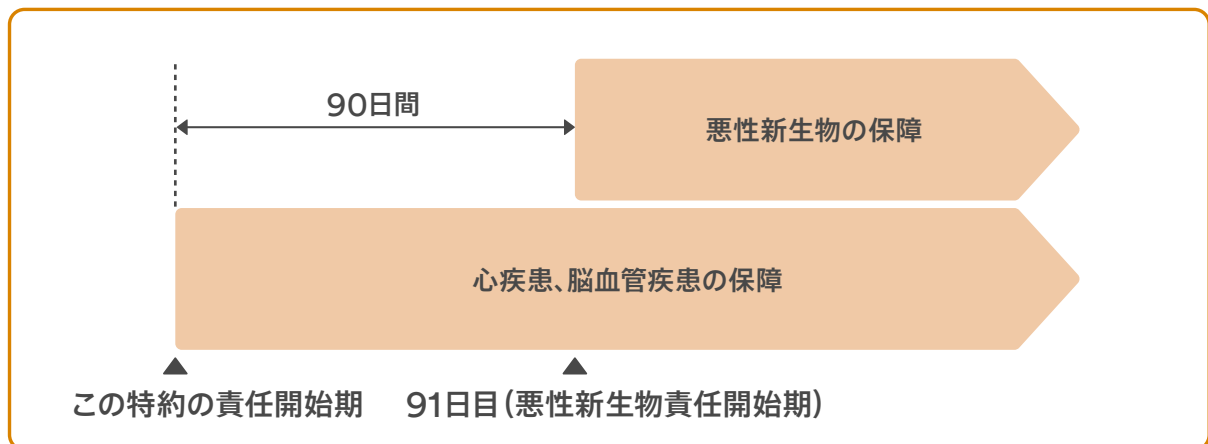 90日間
悪性新生物の保障
心疾患、脳血管疾患の保障
この特約の責任開始期
91日目(悪性新生物責任開始期)